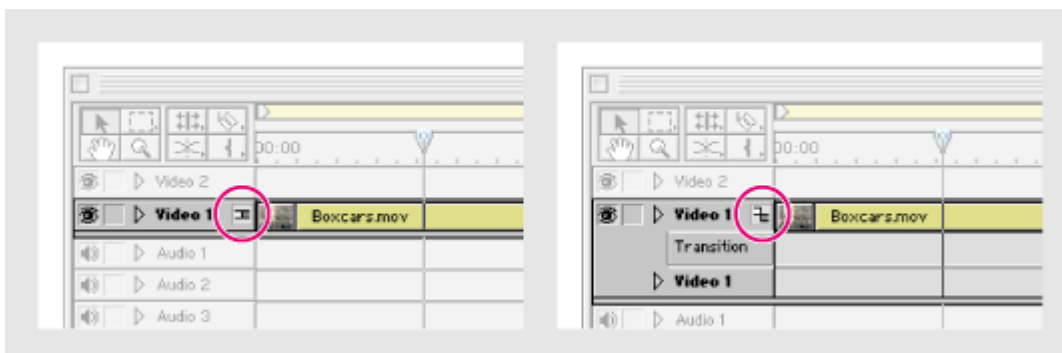 00:00
Video 2
Video 1
Boxcars.mov
Audio 1
Audio 2
Audio 3
00:00
Video 2
Video 1
Boxcars.mov
Transition
Video 1
Audio 1